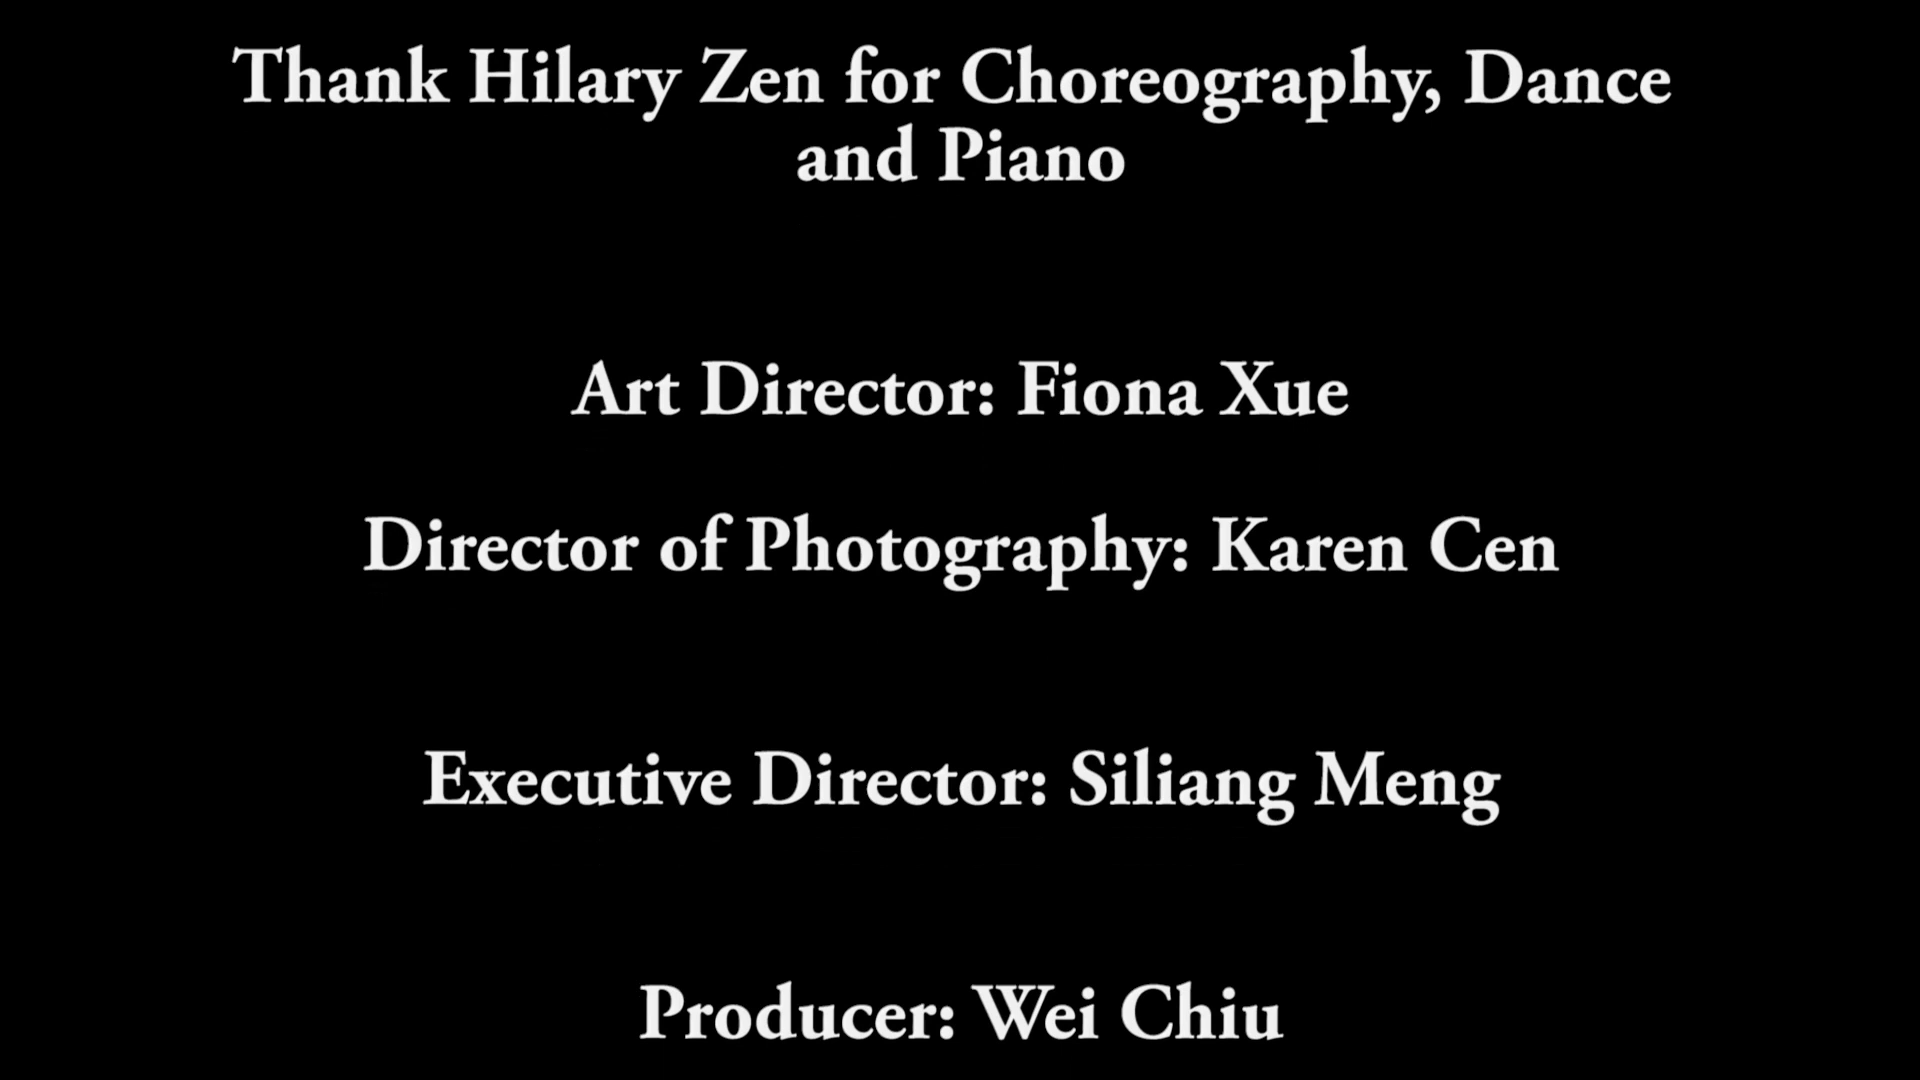 Thank Hilary Zen for Choreography, Dance
and Piano
Art Director: Fiona Xue
Director of Photography: Karen Cen
Executive Director: Siliang Meng
Producer: Wei Chiu